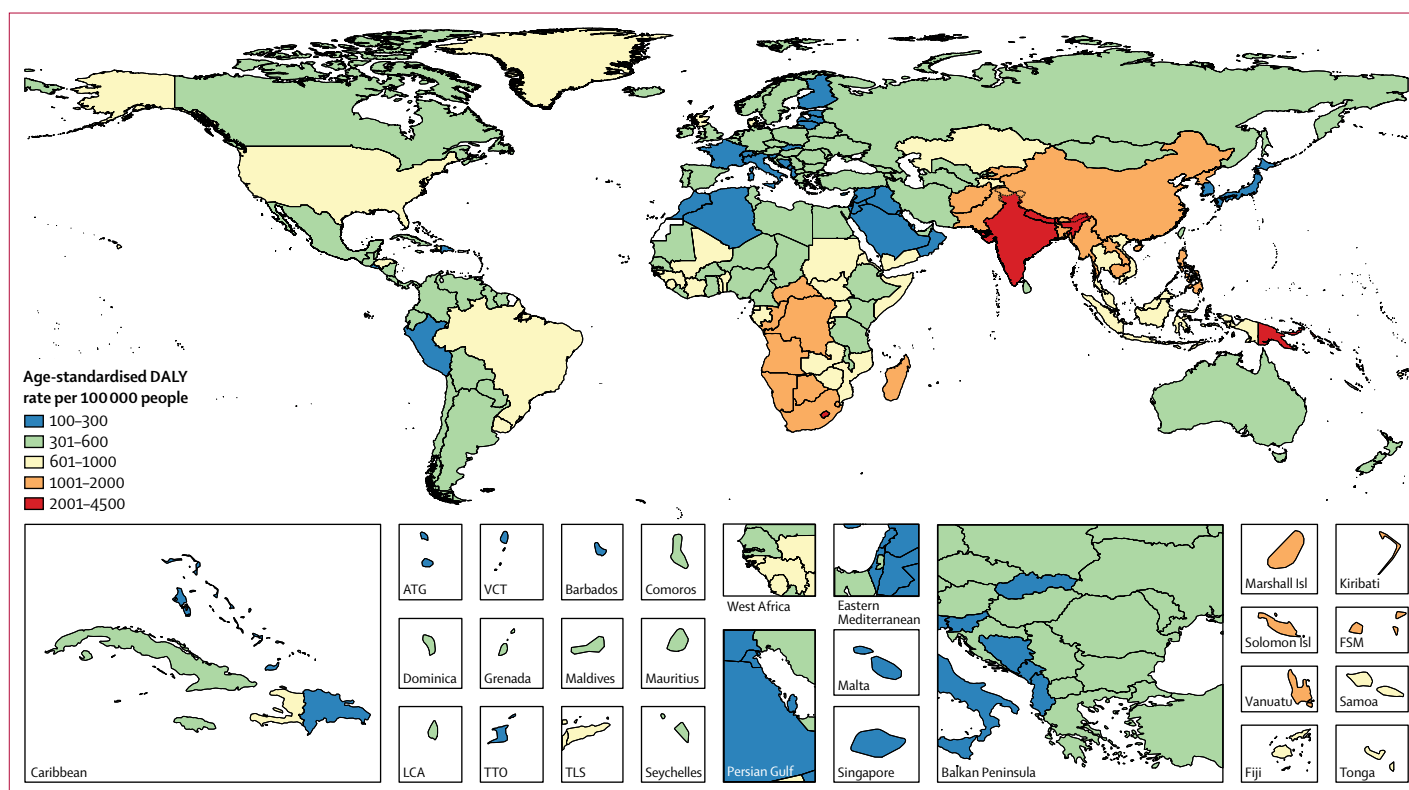 Age-standardised DALY
rate per 100 000 people
100–300
301–600
601–1000
1001–2000
2001–4500
Caribbean
ATG
VCT
Barbados
Comoros
Dominica
Grenada
Maldives
Mauritius
LCA
TTO
TLS
Seychelles
West Africa
Eastern
Mediterranean
Persian Gulf
Malta
Singapore
Balkan Peninsula
Marshall Isl
Kiribati
Solomon Isl
FSM
Vanuatu
Samoa
Fiji
Tonga